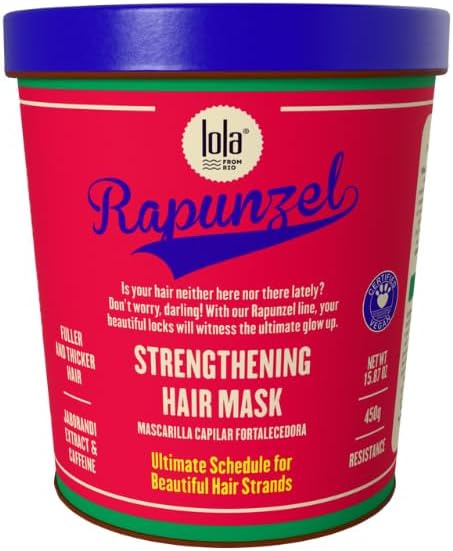 lola®
FROM
RIO
Rapunzel
Is your hair neither here nor there lately?
Don't worry, darling! With our Rapunzel line, your
beautiful locks will witness the ultimate glow up.
CERTIFIED
VEGAN
FULLER
AND THICKER
HAIR
JABORANDI
EXTRACT &
CAFFEINE
STRENGTHENING
HAIR MASK
MASCARILLA CAPILAR FORTALECEDORA
Ultimate Schedule for
Beautiful Hair Strands
NETWT
15.87 OZ
450g
RESISTANCE